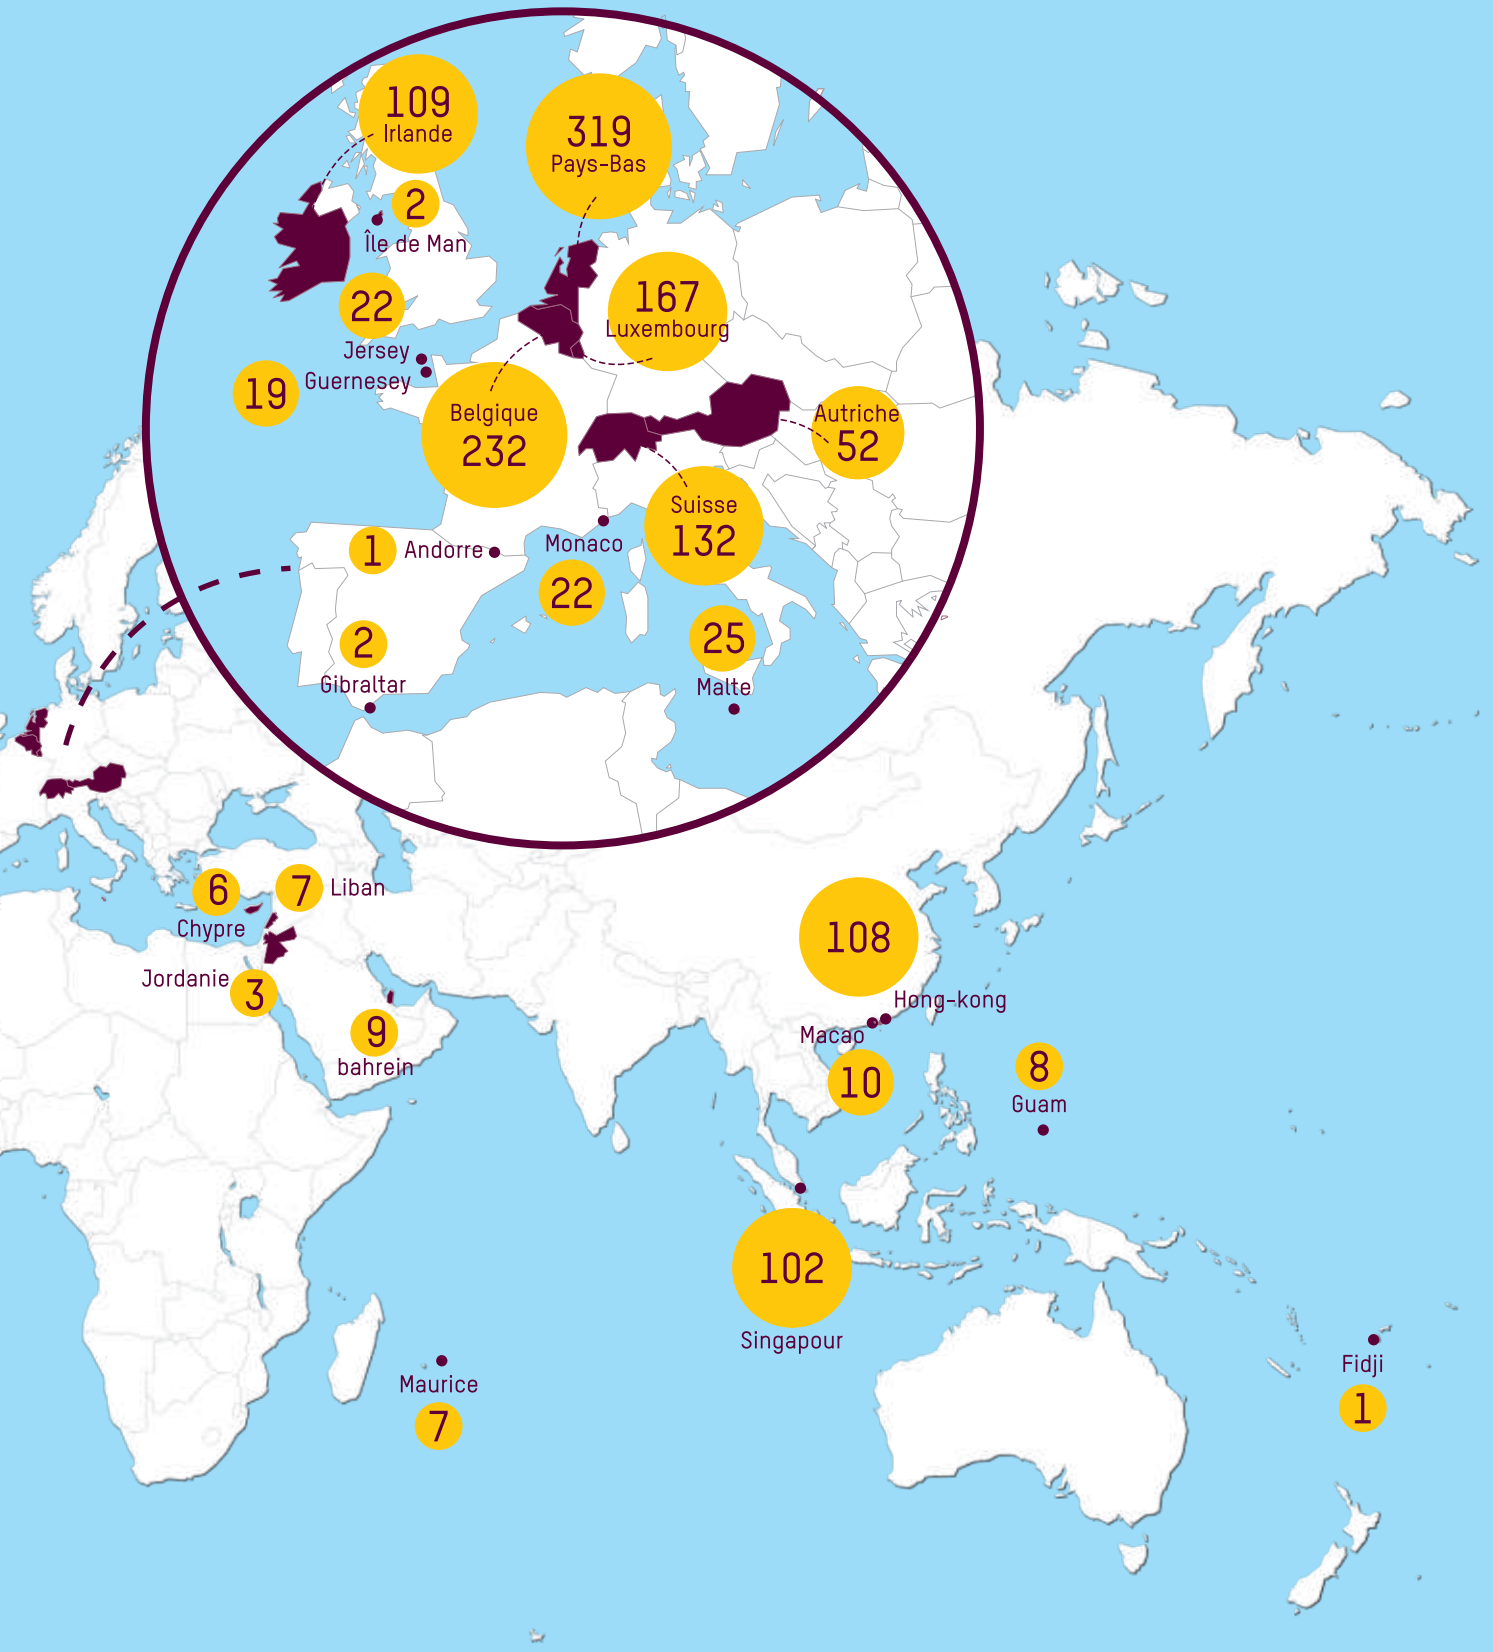 109
Irlande
319
Pays-Bas
2
Île de Man
22
Jersey
19
Guernesey
167
Luxembourg
Belgique
232
Autriche
52
Suisse
132
1
Andorre
Monaco
22
2
Gibraltar
25
Malte
6
Chypre
7
Liban
Jordanie
3
9
bahrein
108
Hong-kong
Macao
10
8
Guam
102
Singapour
Maurice
7
Fidji
1